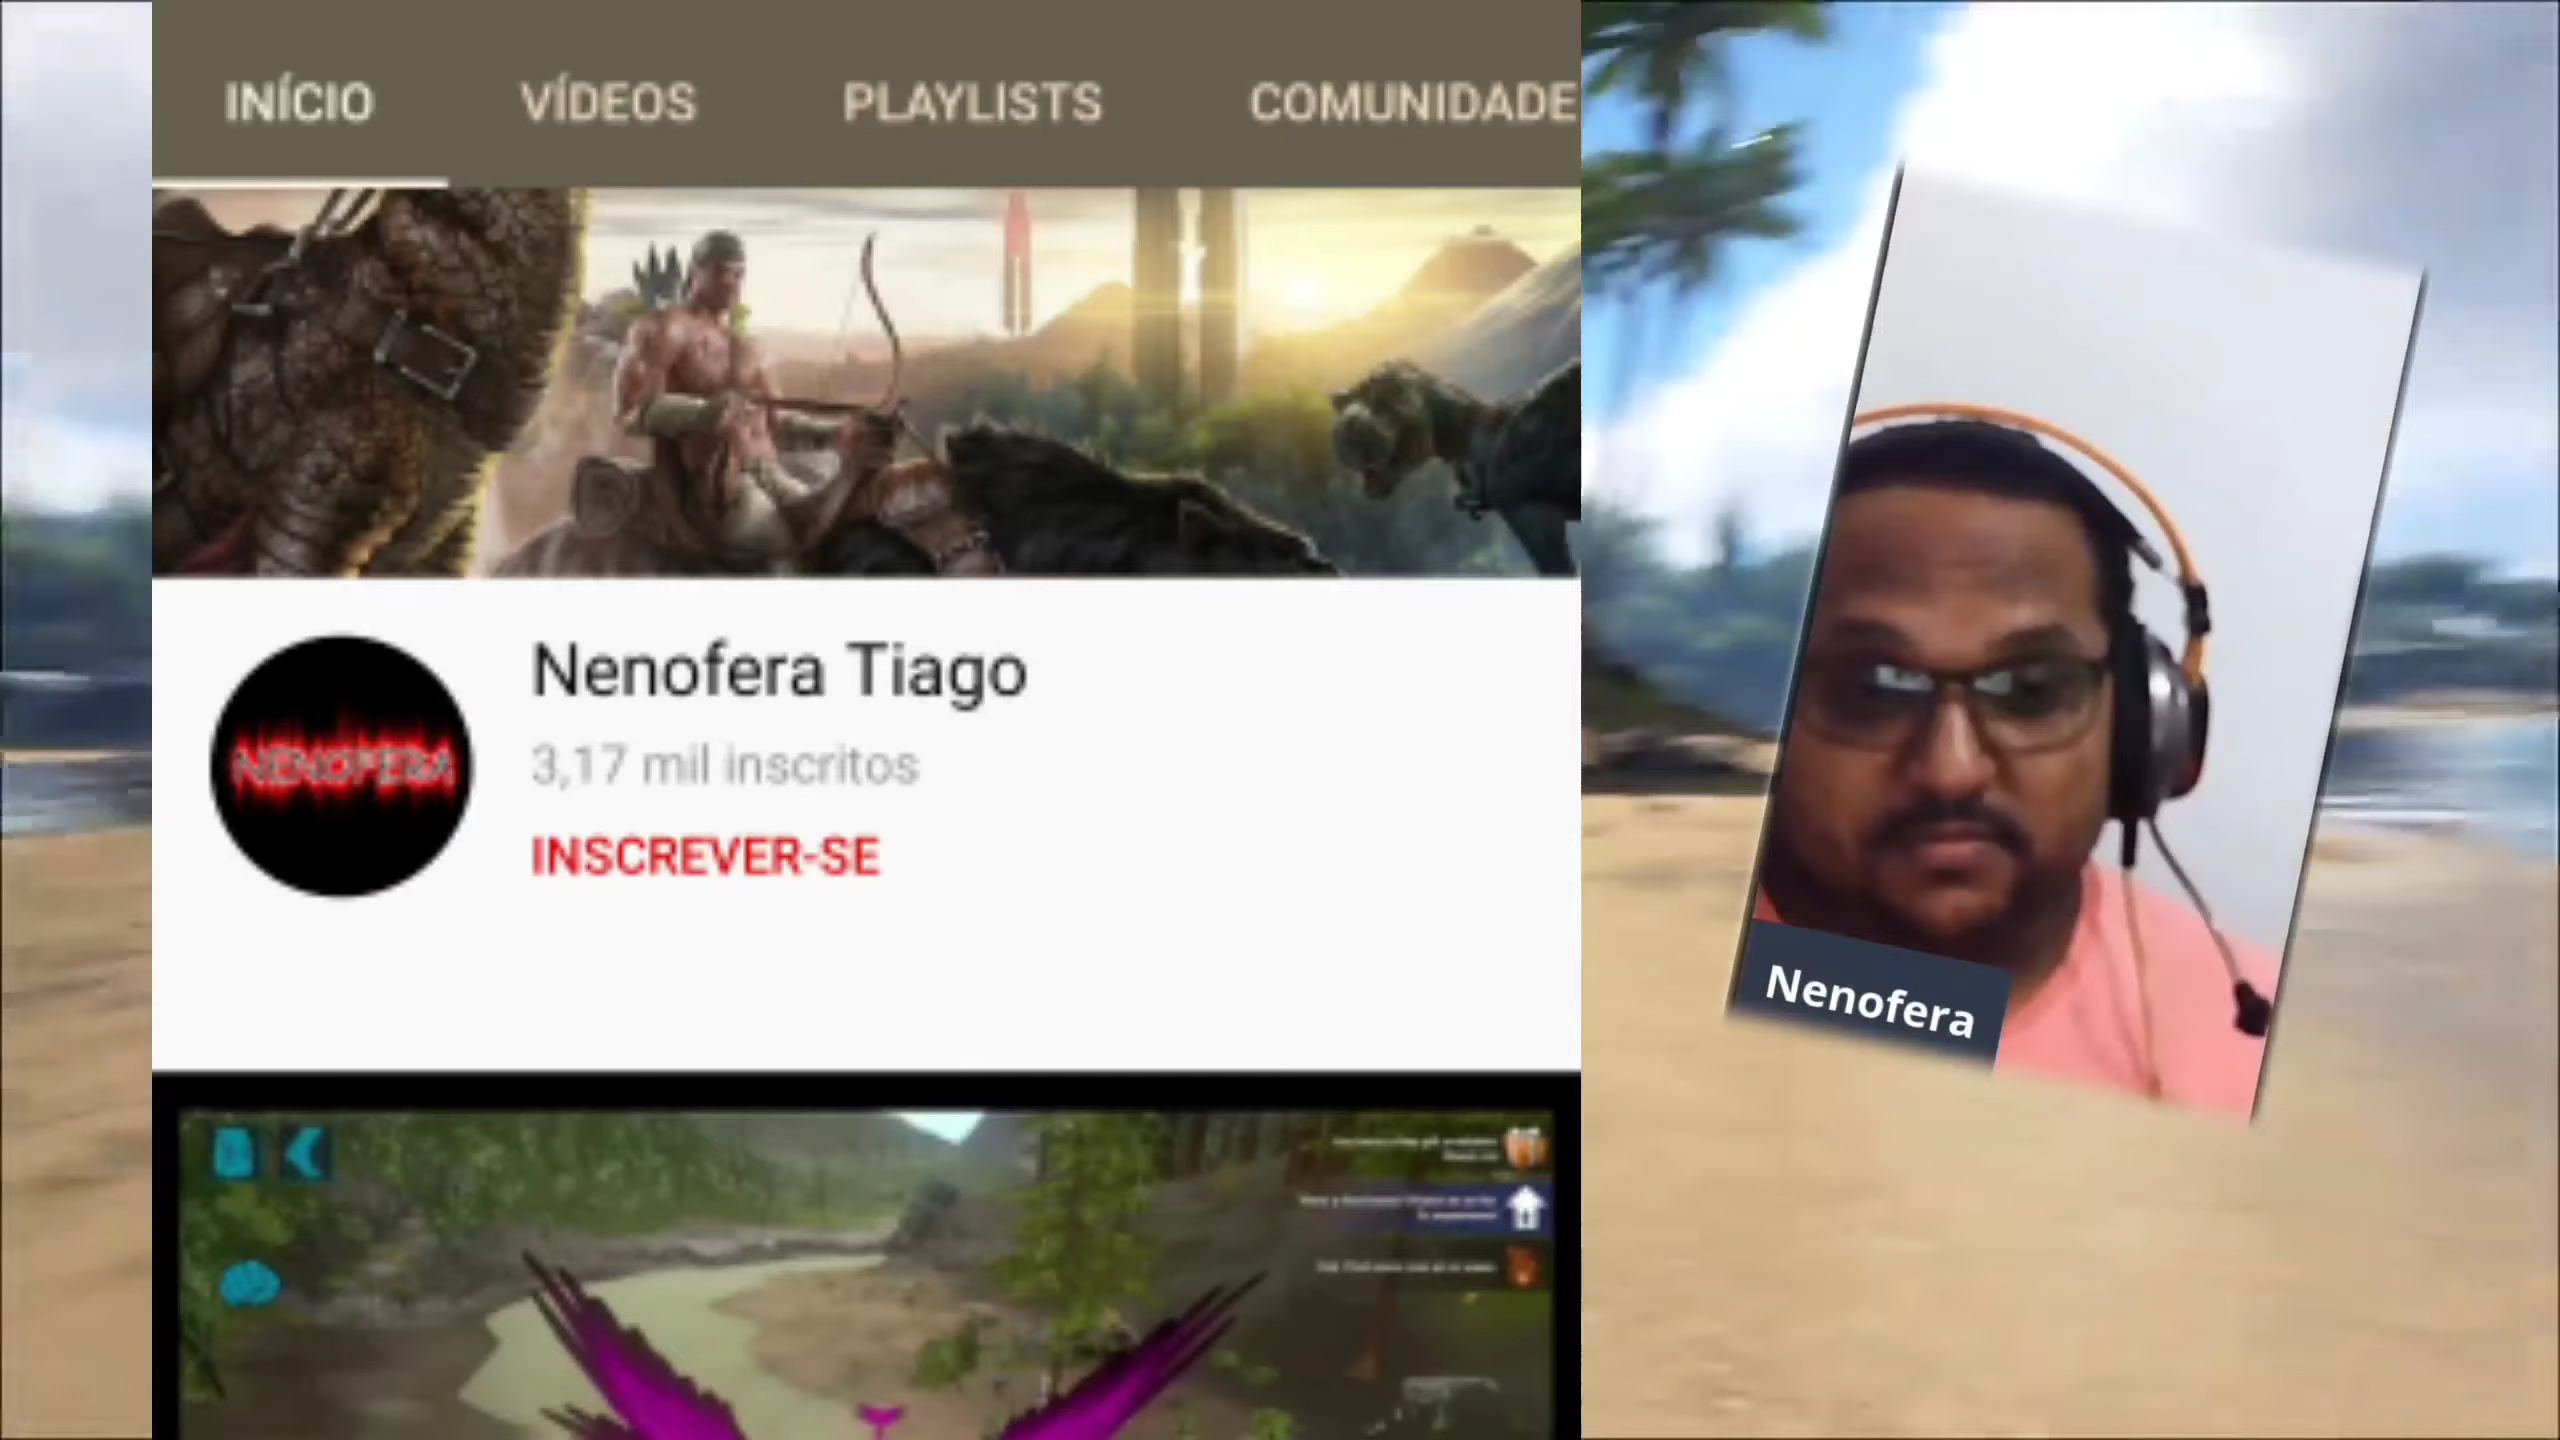 INÍCIO VÍDEOS PLAYLISTS COMUNIDADE
Nenofera Tiago
3,17 mil inscritos
INSCREVER-SE
NENOFERA
Nenofera